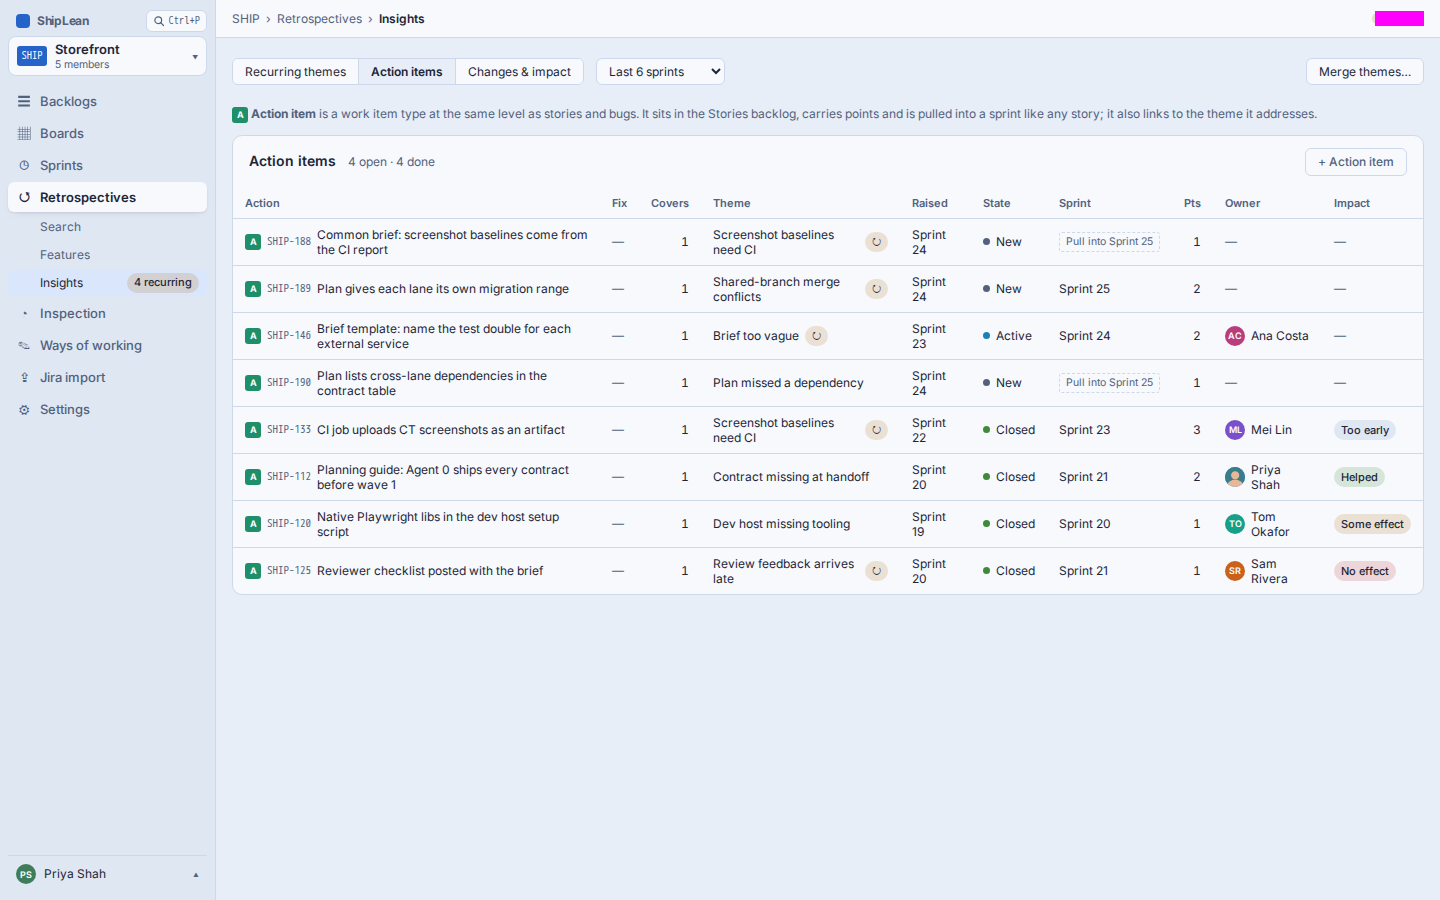 ShipLean
Ctrl+P
SHIP
Storefront
5 members
Backlogs
Boards
Sprints
Retrospectives
Search
Features
Insights
4 recurring
Inspection
Ways of working
Jira import
Settings
PS
Priya Shah
SHIP › Retrospectives › Insights
Recurring themes
Action items
Changes & impact
Last 6 sprints
Merge themes...
A Action item is a work item type at the same level as stories and bugs. It sits in the Stories backlog, carries points and is pulled into a sprint like any story; it also links to the theme it addresses.
Action items
4 open · 4 done
+ Action item
Action Fix Covers Theme Raised State Sprint Pts Owner Impact
A SHIP-188 Common brief: screenshot baselines come from
the CI report
— 1
Screenshot baselines
need CI
Sprint
24
New Pull into Sprint 25 1 — —
A SHIP-189 Plan gives each lane its own migration range — 1
Shared-branch merge
conflicts
Sprint
24
New Sprint 25 2 — —
A SHIP-146 Brief template: name the test double for each
external service
— 1 Brief too vague
Sprint
23
Active Sprint 24 2 AC Ana Costa —
A SHIP-190 Plan lists cross-lane dependencies in the
contract table
— 1 Plan missed a dependency
Sprint
24
New Pull into Sprint 25 1 — —
A SHIP-133 CI job uploads CT screenshots as an artifact — 1
Screenshot baselines
need CI
Sprint
22
Closed Sprint 23 3 ML Mei Lin Too early
A SHIP-112 Planning guide: Agent 0 ships every contract
before wave 1
— 1 Contract missing at handoff
Sprint
20
Closed Sprint 21 2
Priya
Shah
Helped
A SHIP-120 Native Playwright libs in the dev host setup
script
— 1 Dev host missing tooling
Sprint
19
Closed Sprint 20 1 TO
Tom
Okafor
Some effect
A SHIP-125 Reviewer checklist posted with the brief — 1
Review feedback arrives
late
Sprint
20
Closed Sprint 21 1 SR
Sam
Rivera
No effect